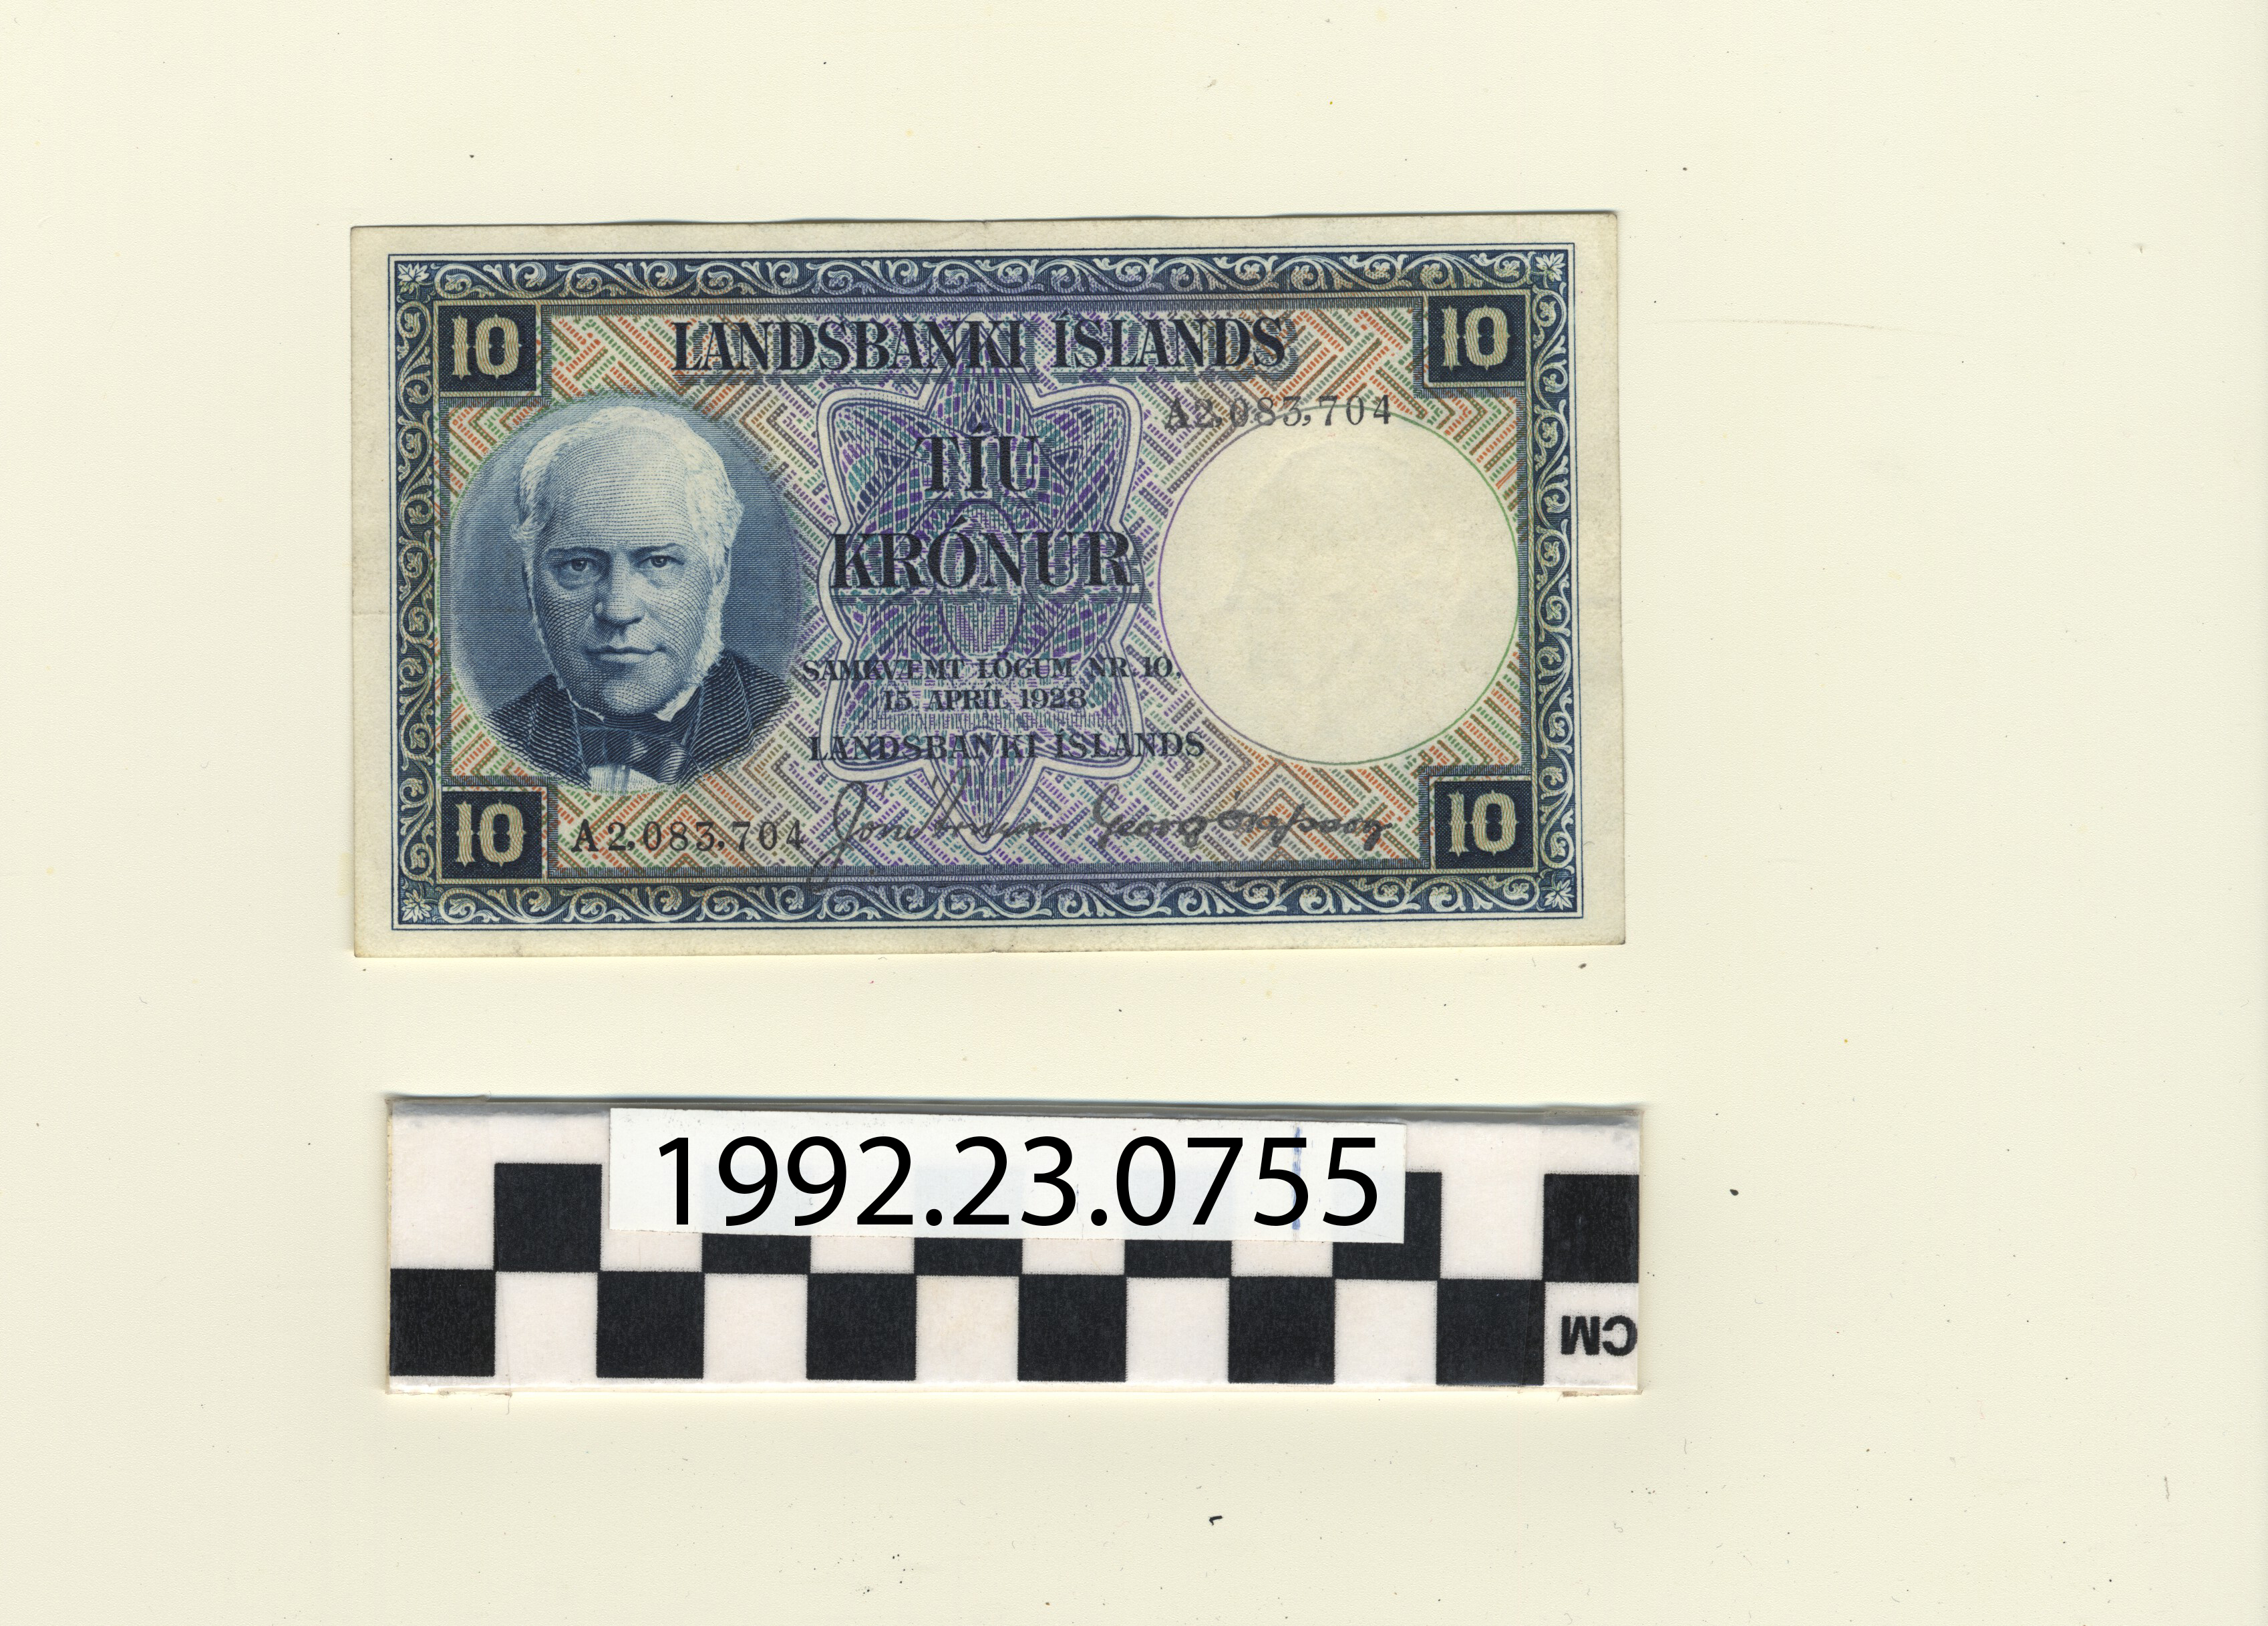 10 LANDSBANKI ÍSLANDS 10
A2,083,704
TÍU
KRÓNUR
SAMKVÆMT LÖGUM NR. 10,
15. APRÍL 1928
LANDSBANKI ÍSLANDS
10 A2,083,704 10
1992.23.0755
CM